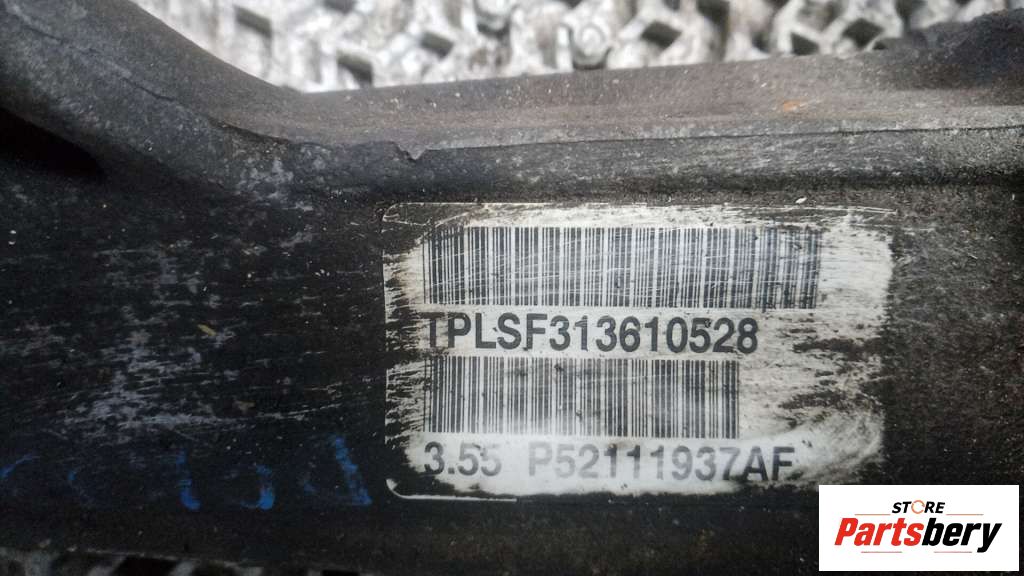 TPLSF313610528
3.55 P52111937AF
STORE
Partsbery